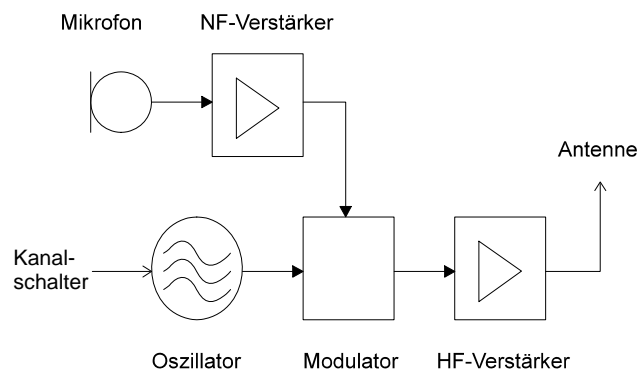 Mikrofon
NF-Verstärker
Antenne
Kanal-
schalter
Oszillator
Modulator
HF-Verstärker